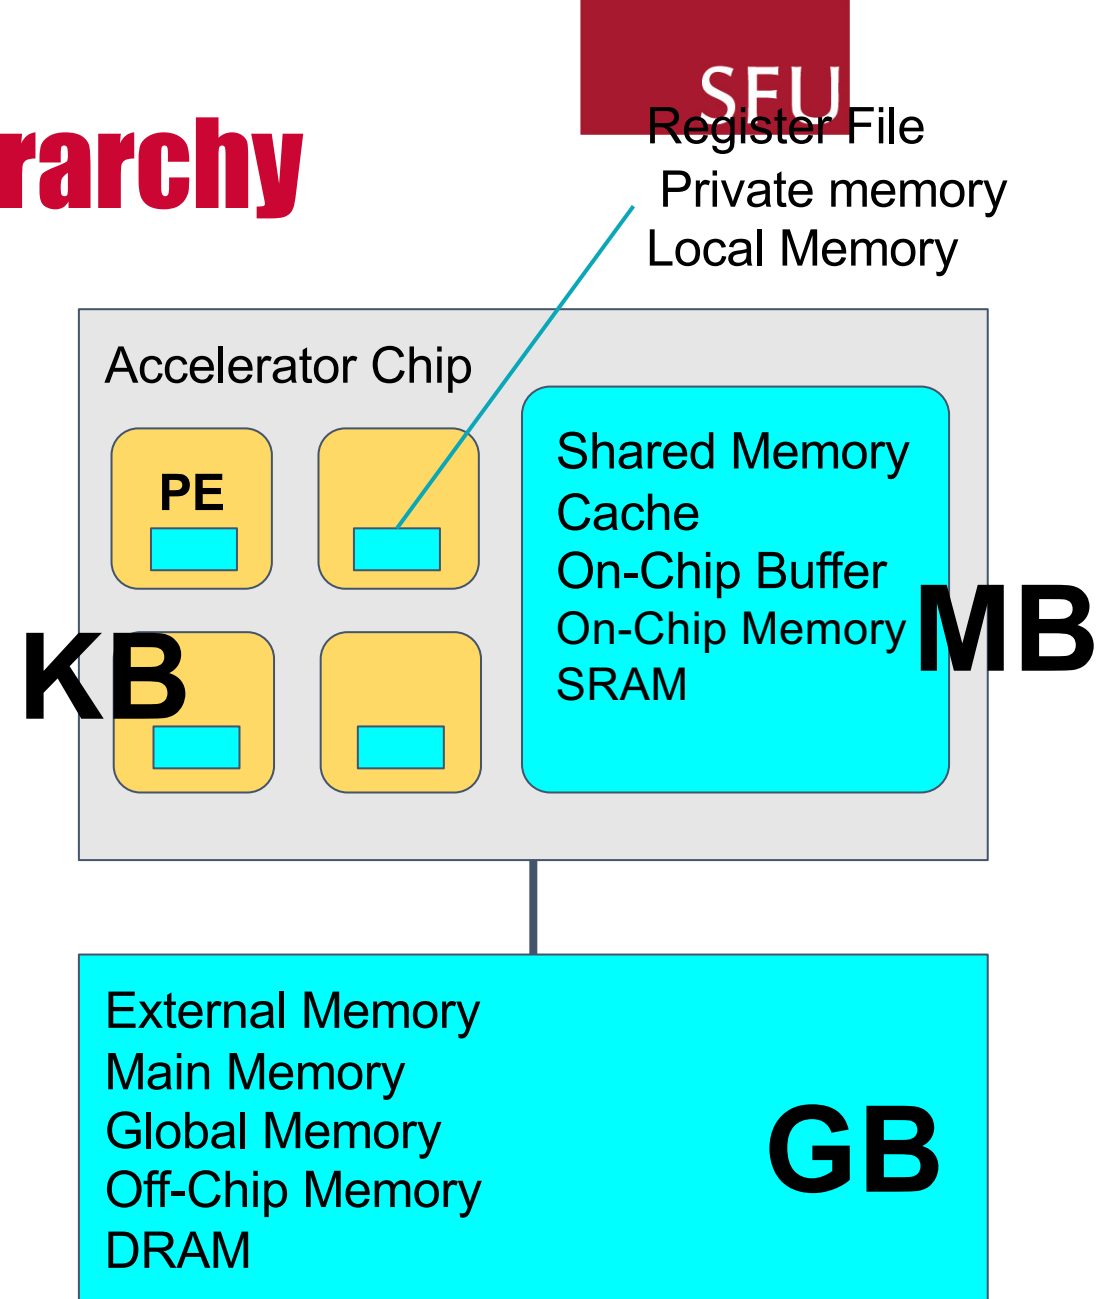 SFU
rarchy
Register File
Private memory
Local Memory
Accelerator Chip
PE
Shared Memory
Cache
On-Chip Buffer
On-Chip Memory
SRAM
KB
MB
External Memory
Main Memory
Global Memory
Off-Chip Memory
DRAM
GB